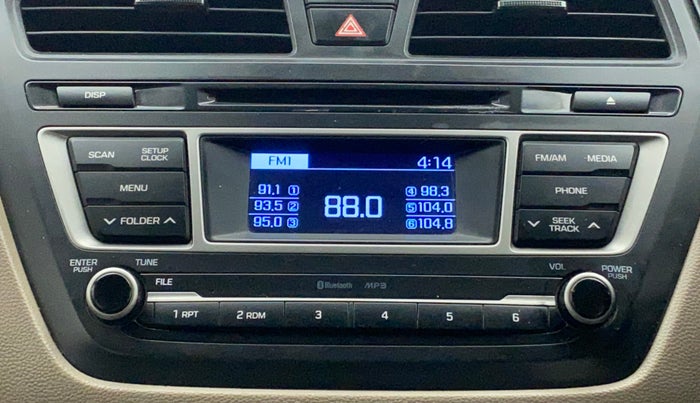 DISP
SCAN SETUP CLOCK
FM1 4:14
FM/AM MEDIA
MENU
91.1 1 4 98.3
93.5 2 88.0 5 104.0
95.0 3 6 104.8
PHONE
FOLDER
SEEK TRACK
ENTER PUSH TUNE
VOL POWER PUSH
FILE
Bluetooth MP3
1 RPT 2 RDM 3 4 5 6